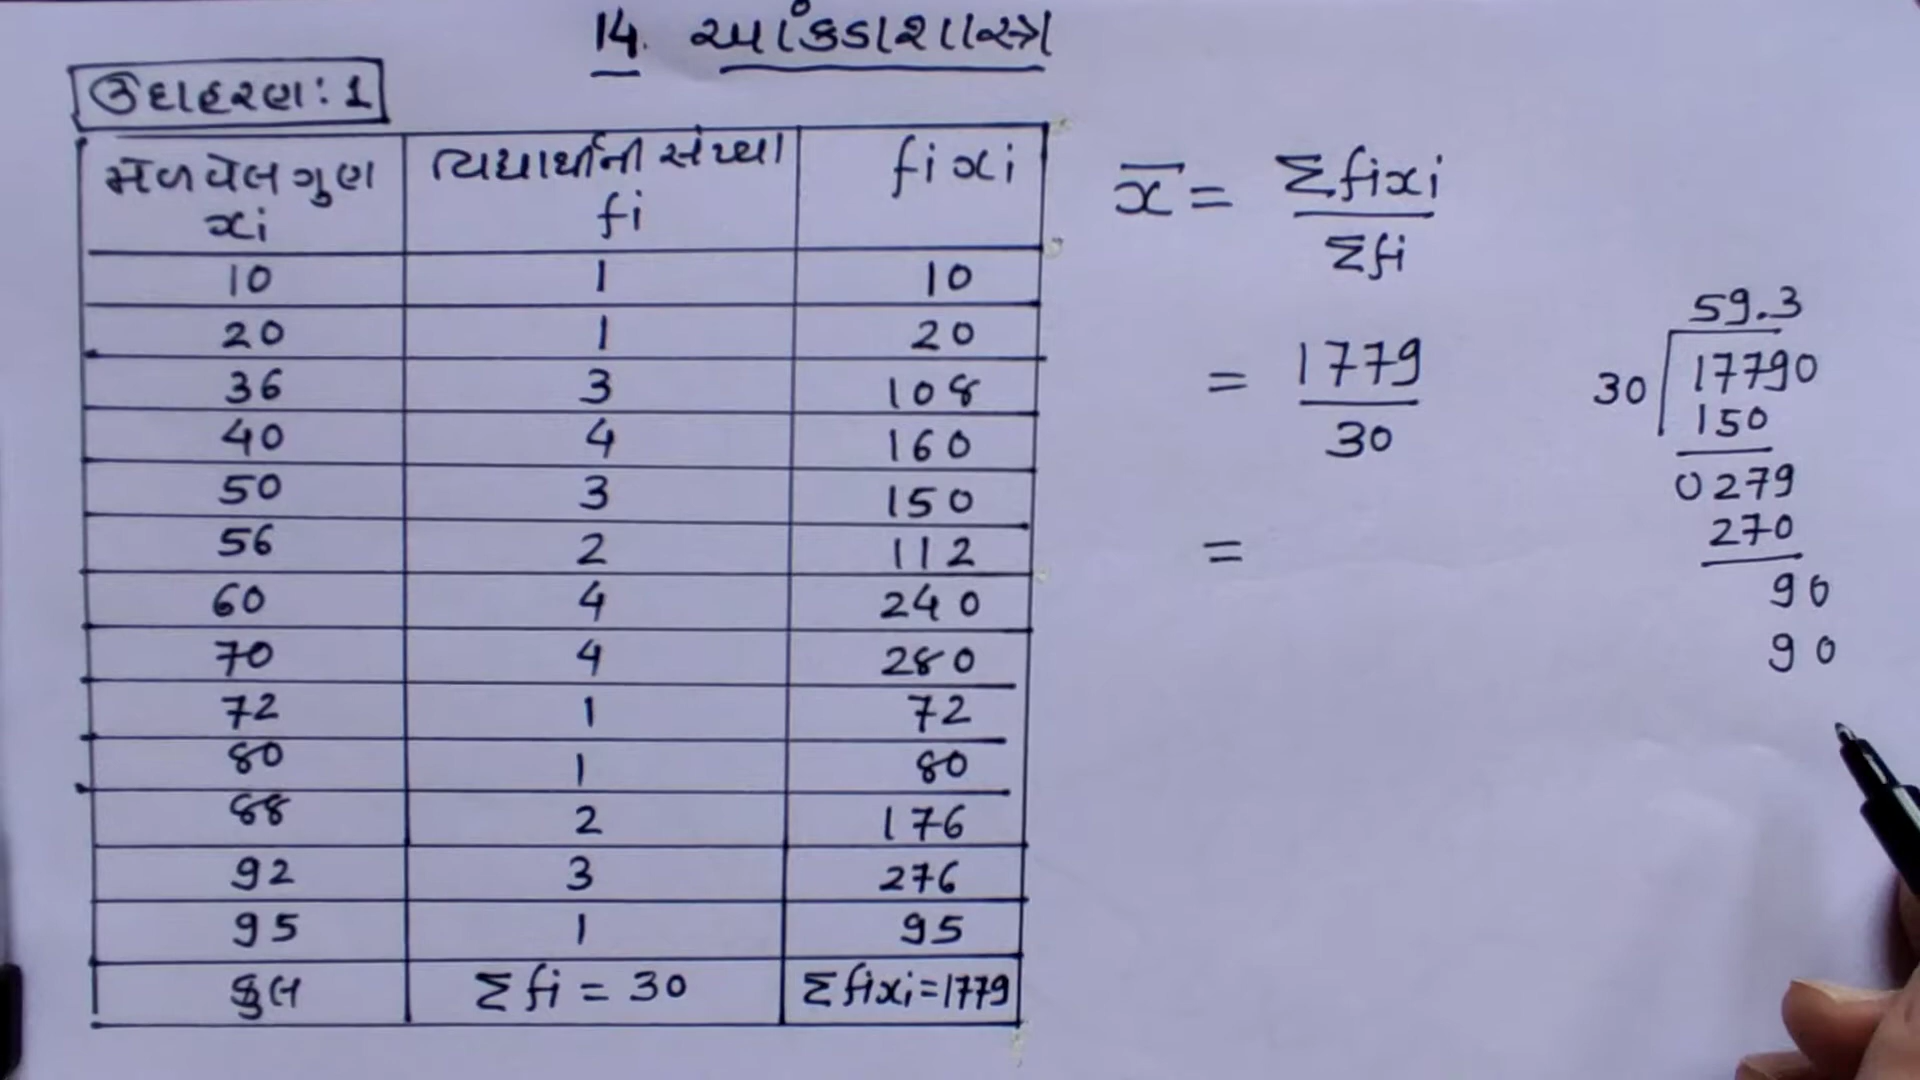 14. આંકડાશાસ્ત્ર
ઉદાહરણ : 1
મેળવેલ ગુણ xi | વિદ્યાર્થીની સંખ્યા fi | fixi
10 | 1 | 10
20 | 1 | 20
36 | 3 | 108
40 | 4 | 160
50 | 3 | 150
56 | 2 | 112
60 | 4 | 240
70 | 4 | 280
72 | 1 | 72
80 | 1 | 80
88 | 2 | 176
92 | 3 | 276
95 | 1 | 95
કુલ | Σfi = 30 | Σfixi = 1779
x̄ = Σfixi / Σfi
= 1779 / 30
=
59.3
30 17790
150
0279
270
90
90